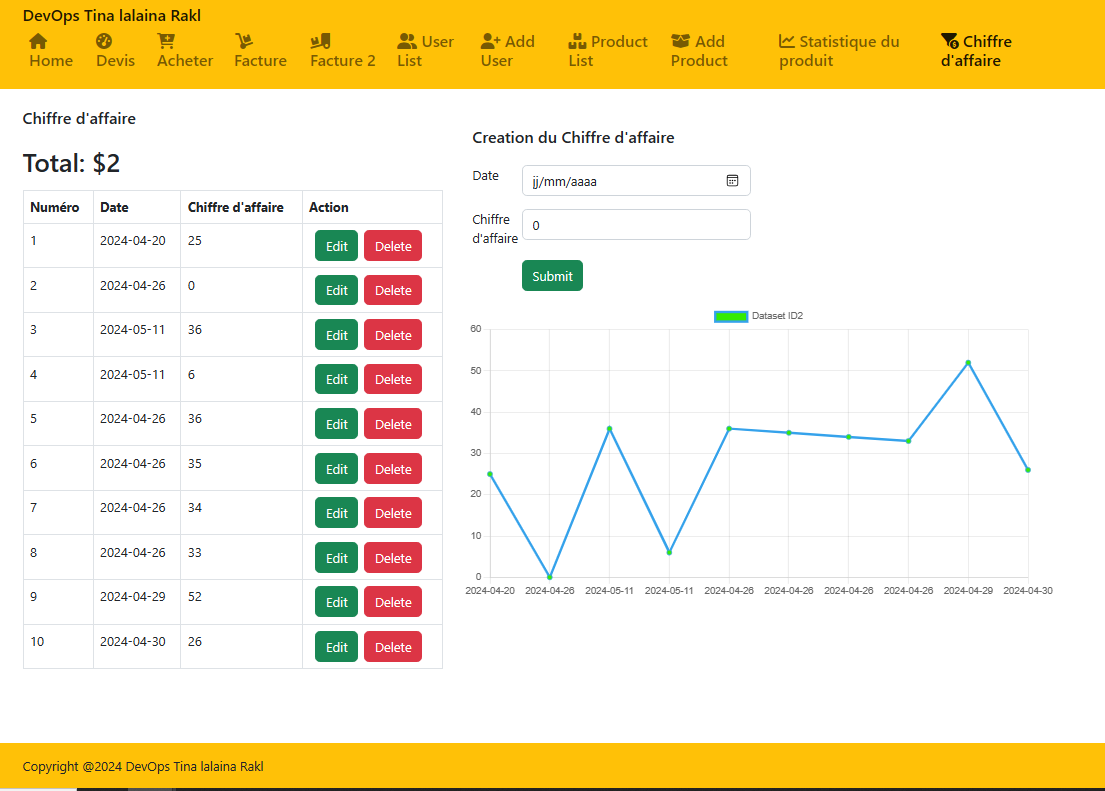 DevOps Tina lalaina Rakl
Home
Devis
Acheter
Facture
Facture 2
User
List
Add
User
Product
List
Add
Product
Statistique du
produit
Chiffre
d'affaire
Chiffre d'affaire
Total: $2
Numéro Date Chiffre d'affaire Action
1 2024-04-20 25 Edit Delete
2 2024-04-26 0 Edit Delete
3 2024-05-11 36 Edit Delete
4 2024-05-11 6 Edit Delete
5 2024-04-26 36 Edit Delete
6 2024-04-26 35 Edit Delete
7 2024-04-26 34 Edit Delete
8 2024-04-26 33 Edit Delete
9 2024-04-29 52 Edit Delete
10 2024-04-30 26 Edit Delete
Creation du Chiffre d'affaire
Date jj/mm/aaaa
Chiffre
d'affaire
0
Submit
Dataset ID2
60
50
40
30
20
10
0
2024-04-20 2024-04-26 2024-05-11 2024-05-11 2024-04-26 2024-04-26 2024-04-26 2024-04-26 2024-04-29 2024-04-30
Copyright @2024 DevOps Tina lalaina Rakl